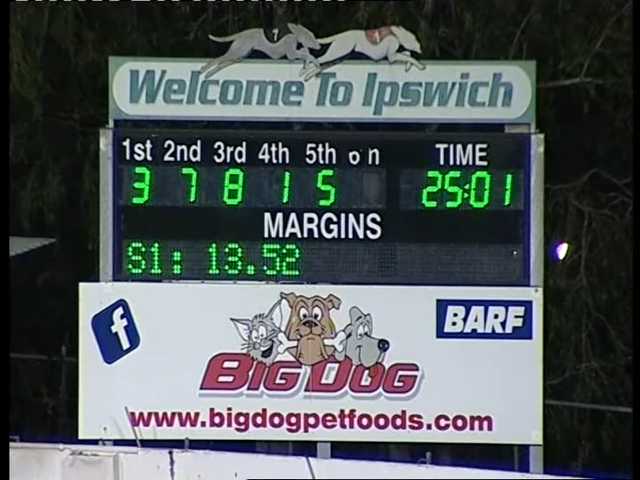 Welcome To Ipswich
1st 2nd 3rd 4th 5th o n TIME
3 7 8 1 5 25:01
MARGINS
S1: 13.52
f
BARF
BIG DOG
www.bigdogpetfoods.com